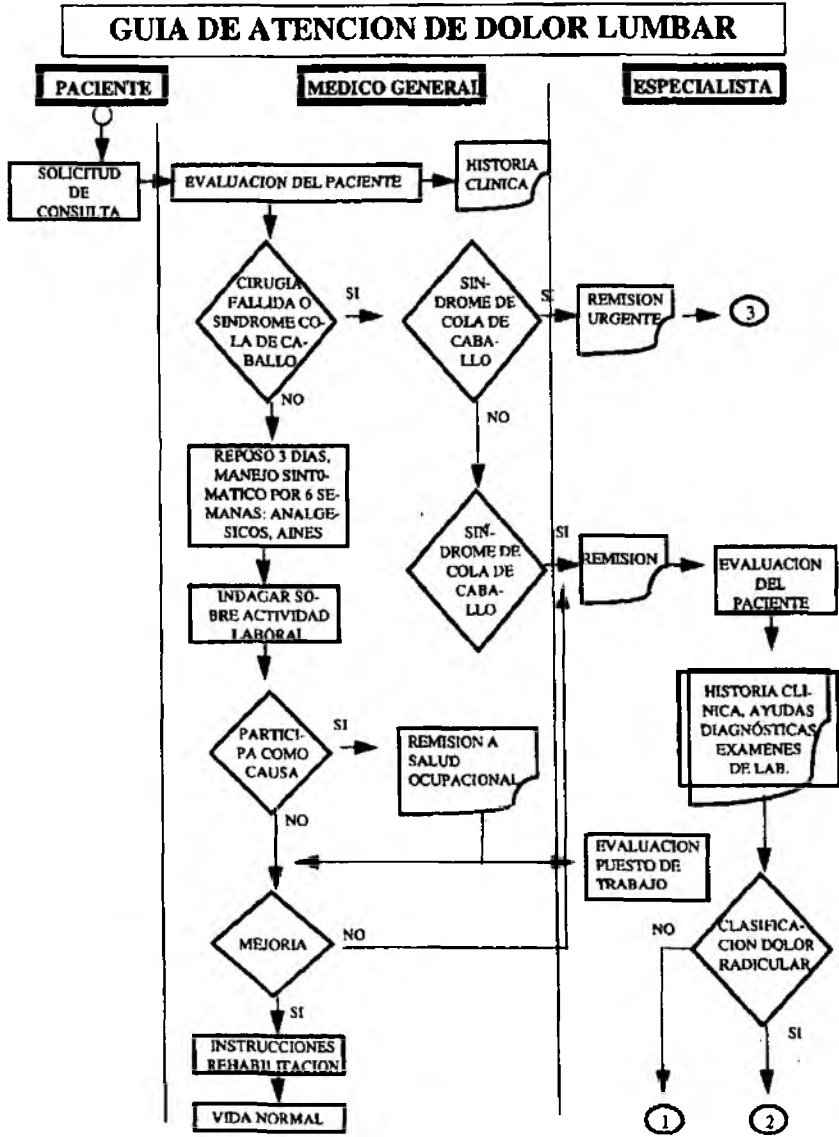 GUIA DE ATENCION DE DOLOR LUMBAR
PACIENTE
MEDICO GENERAL
ESPECIALISTA
SOLICITUD
DE
CONSULTA
EVALUACION DEL PACIENTE
HISTORIA
CLINICA
CIRUGIA
FALLIDA O
SINDROME CO-
LA DE CA-
BALLO
SI
SIN-
DROME DE
COLA DE
CABA-
LLO
SI
REMISION
URGENTE
3
NO
NO
REPOSO 3 DIAS,
MANEJO SINTO-
MATICO POR 6 SE-
MANAS: ANALGE-
SICOS, AINES
SIN-
DROME DE
COLA DE
CABA-
LLO
SI
REMISION
EVALUACION
DEL
PACIENTE
INDAGAR SO-
BRE ACTIVIDAD
LABORAL
HISTORIA CLI-
NICA, AYUDAS
DIAGNÓSTICAS
EXAMENES
DE LAB.
PARTICI-
PA COMO
CAUSA
SI
REMISION A
SALUD
OCUPACIONAL
NO
EVALUACION
PUESTO DE
TRABAJO
MEJORIA
NO
CLASIFICA-
CION DOLOR
RADICULAR
NO
SI
SI
INSTRUCCIONES
REHABILITACION
VIDA NORMAL
1
2